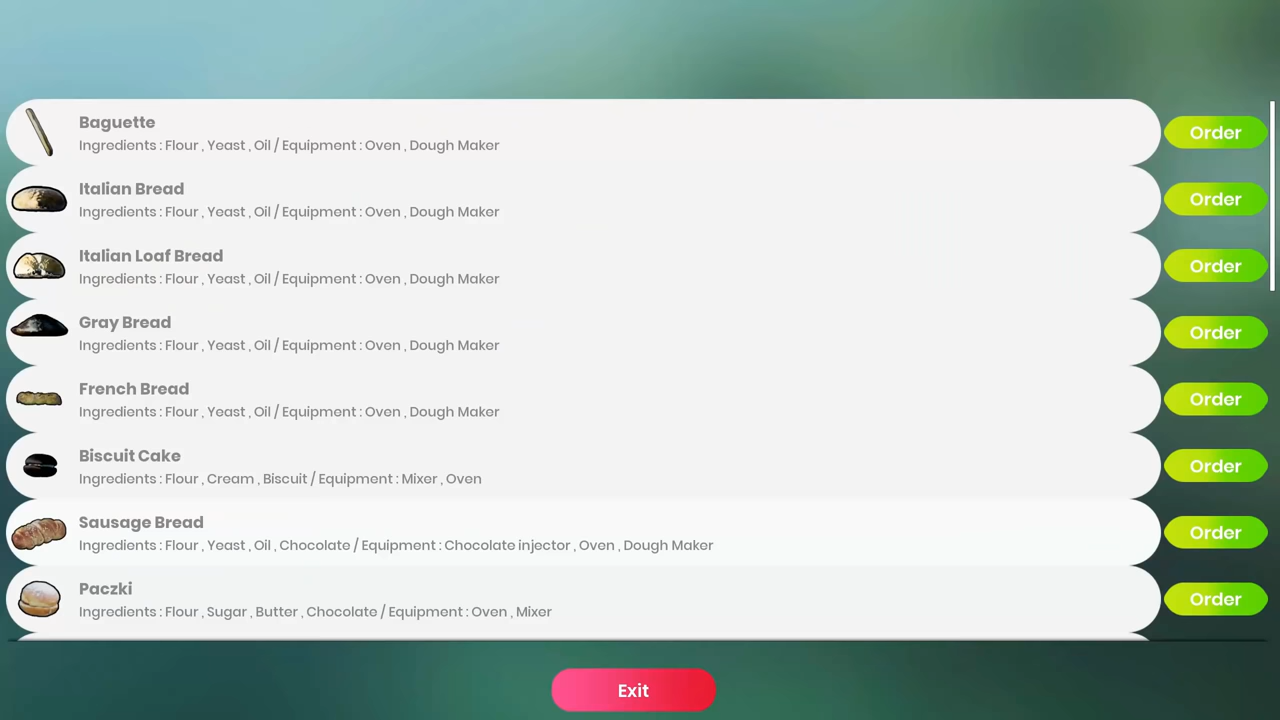 Baguette
Ingredients : Flour , Yeast , Oil / Equipment : Oven , Dough Maker
Order
Italian Bread
Ingredients : Flour , Yeast , Oil / Equipment : Oven , Dough Maker
Order
Italian Loaf Bread
Ingredients : Flour , Yeast , Oil / Equipment : Oven , Dough Maker
Order
Gray Bread
Ingredients : Flour , Yeast , Oil / Equipment : Oven , Dough Maker
Order
French Bread
Ingredients : Flour , Yeast , Oil / Equipment : Oven , Dough Maker
Order
Biscuit Cake
Ingredients : Flour , Cream , Biscuit / Equipment : Mixer , Oven
Order
Sausage Bread
Ingredients : Flour , Yeast , Oil , Chocolate / Equipment : Chocolate injector , Oven , Dough Maker
Order
Paczki
Ingredients : Flour , Sugar , Butter , Chocolate / Equipment : Oven , Mixer
Order
Exit